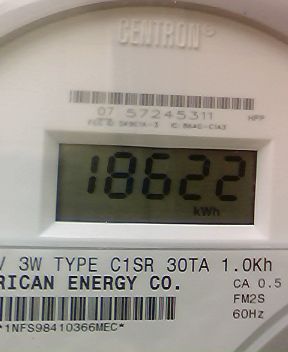 CENTRON®
07 57245311 HPP
18622
kWh
V 3W TYPE C1SR 30TA 1.0Kh
RICAN ENERGY CO. CA 0.5
FM2S
*1NFS98410366MEC* 60Hz